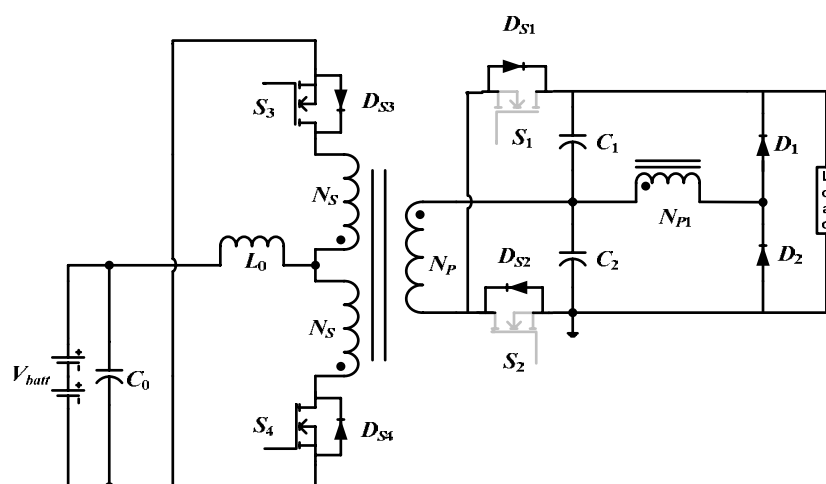 D_S1
S_3
D_S3
S_1
C_1
D_1
N_S
N_P1
L_0
N_P
D_S2
C_2
D_2
N_S
S_2
V_batt
+
-
+
-
C_0
S_4
D_S4